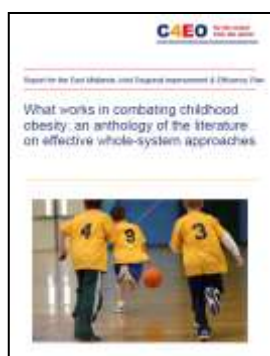 C4EO
Report for the East Midlands Joint Regional Improvement & Efficiency Plan
What works in combating childhood
obesity: an anthology of the literature
on effective whole-system approaches
4
9
3